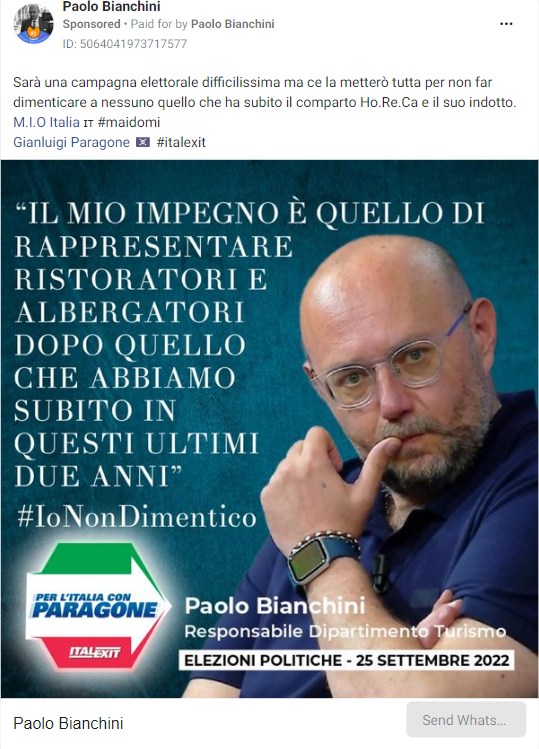 Paolo Bianchini
Sponsored • Paid for by Paolo Bianchini
ID: 5064041973717577
Sarà una campagna elettorale difficilissima ma ce la metterò tutta per non far
dimenticare a nessuno quello che ha subito il comparto Ho.Re.Ca e il suo indotto.
M.I.O Italia IT #maidomi
Gianluigi Paragone #italexit
“IL MIO IMPEGNO È QUELLO DI
RAPPRESENTARE
RISTORATORI E
ALBERGATORI
DOPO QUELLO
CHE ABBIAMO
SUBITO IN
QUESTI ULTIMI
DUE ANNI”
#IoNonDimentico
PER L'ITALIA CON
PARAGONE
ITALEXIT
Paolo Bianchini
Responsabile Dipartimento Turismo
ELEZIONI POLITICHE - 25 SETTEMBRE 2022
Paolo Bianchini
Send Whats...